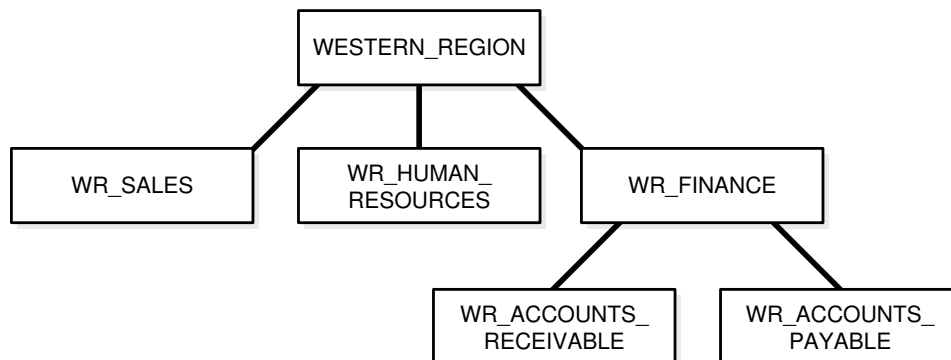 WESTERN_REGION
WR_SALES
WR_HUMAN_
RESOURCES
WR_FINANCE
WR_ACCOUNTS_
RECEIVABLE
WR_ACCOUNTS_
PAYABLE